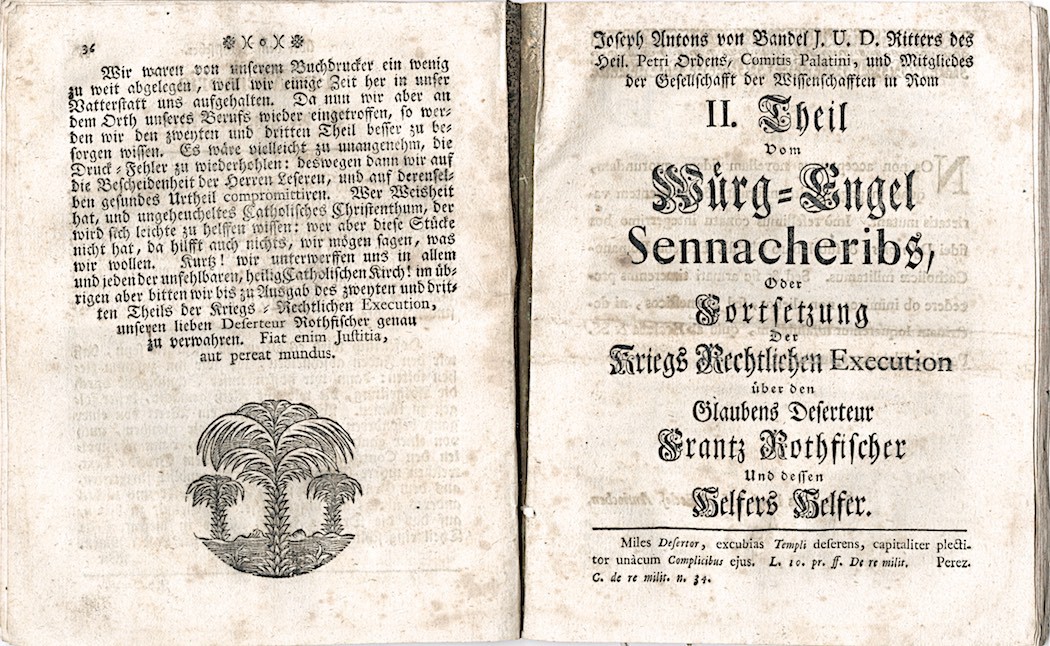 36
Wir waren von unserem Buchdrucker ein wenig
zu weit abgelegen, weil wir einige Zeit her in unser
Vatterstatt uns aufgehalten. Da nun wir aber an
dem Orth unseres Berufs wieder eingetroffen, so wer-
den wir den zweyten und dritten Theil besser zu be-
sorgen wissen. Es wäre vielleicht zu unangenehm, die
Druck-Fehler zu wiederhohlen: deswegen dann wir auf
die Bescheidenheit der Herren Leseren, und auf derensel-
ben gesundes Urtheil compromittiren. Wer Weisheit
hat, und ungeheucheltes Catholisches Christenthum, der
wird sich leichte zu helffen wissen: wer aber diese Stücke
nicht hat, da hilfft auch nichts, wir mögen sagen, was
wir wollen. Kurtz! wir unterwerffen uns in allem
und jeden der unfehlbaren, heilig Catholischen Kirch! im üb-
rigen aber bitten wir bis zu Ausgab des zweyten und drit-
ten Theils der Kriegs-Rechtlichen Execution,
unseren lieben Deserteur Rothfischer genau
zu verwahren. Fiat enim Justitia,
aut pereat mundus.
Joseph Antons von Bandel J. U. D. Ritters des
Heil. Petri Ordens, Comitis Palatini, und Mitgliedes
der Gesellschafft der Wissenschafften in Rom
II. Theil
Vom
Würg-Engel
Sennacheribs,
Oder
Fortsetzung
Der
Kriegs Rechtlichen Execution
über den
Glaubens Deserteur
Frantz Rothfischer
Und dessen
Helfers Helfer.
Miles Desertor, excubias Templi deserens, capitaliter plecti-
tor unàcum Complicibus ejus. L. 10. pr. ff. De re milit. Perez.
C. de re milit. n. 34.